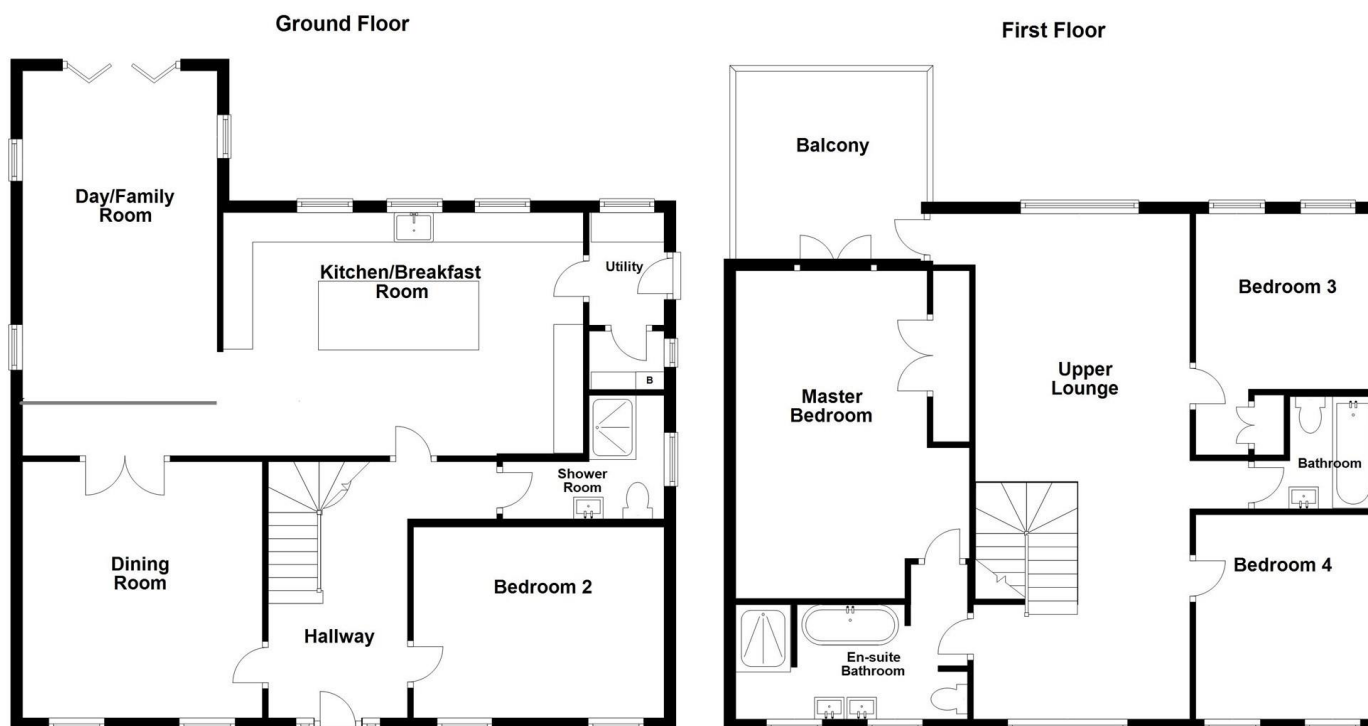 Ground Floor
Day/Family
Room
Kitchen/Breakfast
Room
Utility
B
Shower
Room
Dining
Room
Hallway
Bedroom 2
First Floor
Balcony
Master
Bedroom
Upper
Lounge
Bedroom 3
Bathroom
Bedroom 4
En-suite
Bathroom